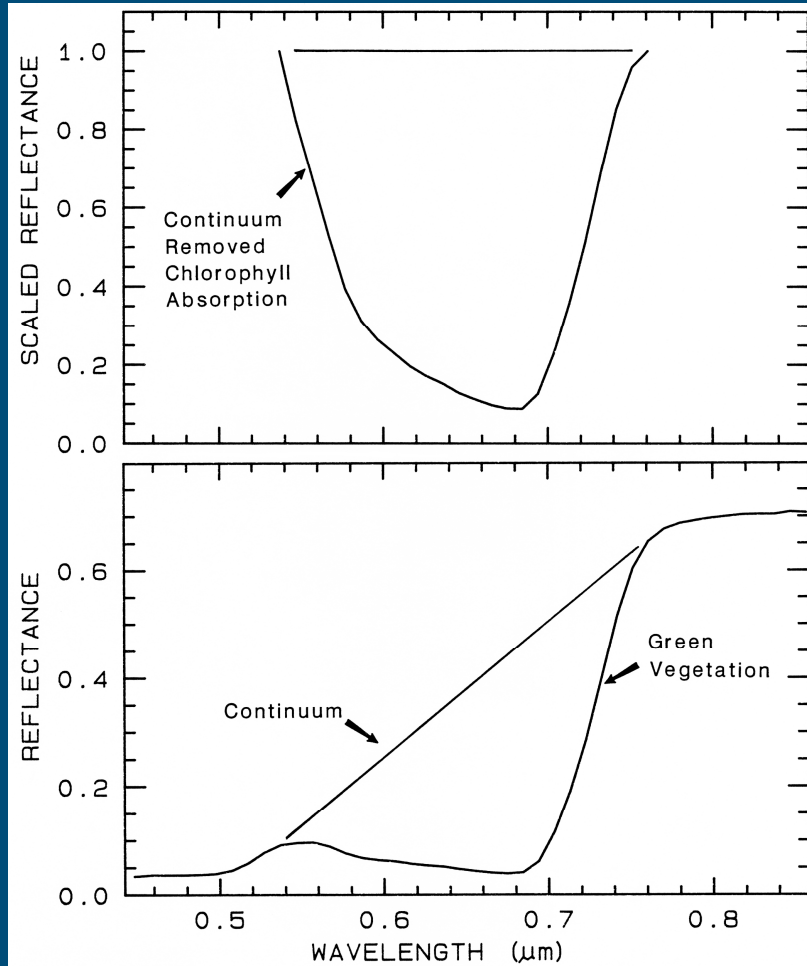 SCALED REFLECTANCE
1.0
0.8
0.6
0.4
0.2
0.0
Continuum
Removed
Chlorophyll
Absorption
REFLECTANCE
0.6
0.4
0.2
0.0
Green
Vegetation
Continuum
0.5 0.6 0.7 0.8
WAVELENGTH (μm)